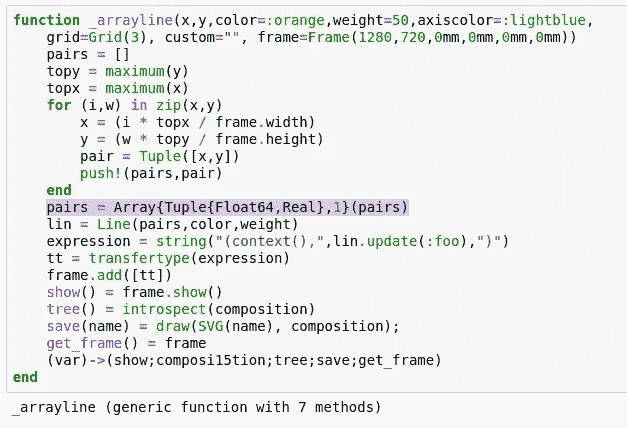 function _arrayline(x,y,color=:orange,weight=50,axiscolor=:lightblue,
    grid=Grid(3), custom="", frame=Frame(1280,720,0mm,0mm,0mm,0mm))
    pairs = []
    topy = maximum(y)
    topx = maximum(x)
    for (i,w) in zip(x,y)
        x = (i * topx / frame.width)
        y = (w * topy / frame.height)
        pair = Tuple([x,y])
        push!(pairs,pair)
    end
    pairs = Array{Tuple{Float64,Real},1}(pairs)
    lin = Line(pairs,color,weight)
    expression = string("(context(),",lin.update(:foo),")")
    tt = transfertype(expression)
    frame.add([tt])
    show() = frame.show()
    tree() = introspect(composition)
    save(name) = draw(SVG(name), composition);
    get_frame() = frame
    (var)->(show;composi15tion;tree;save;get_frame)
end
_arrayline (generic function with 7 methods)